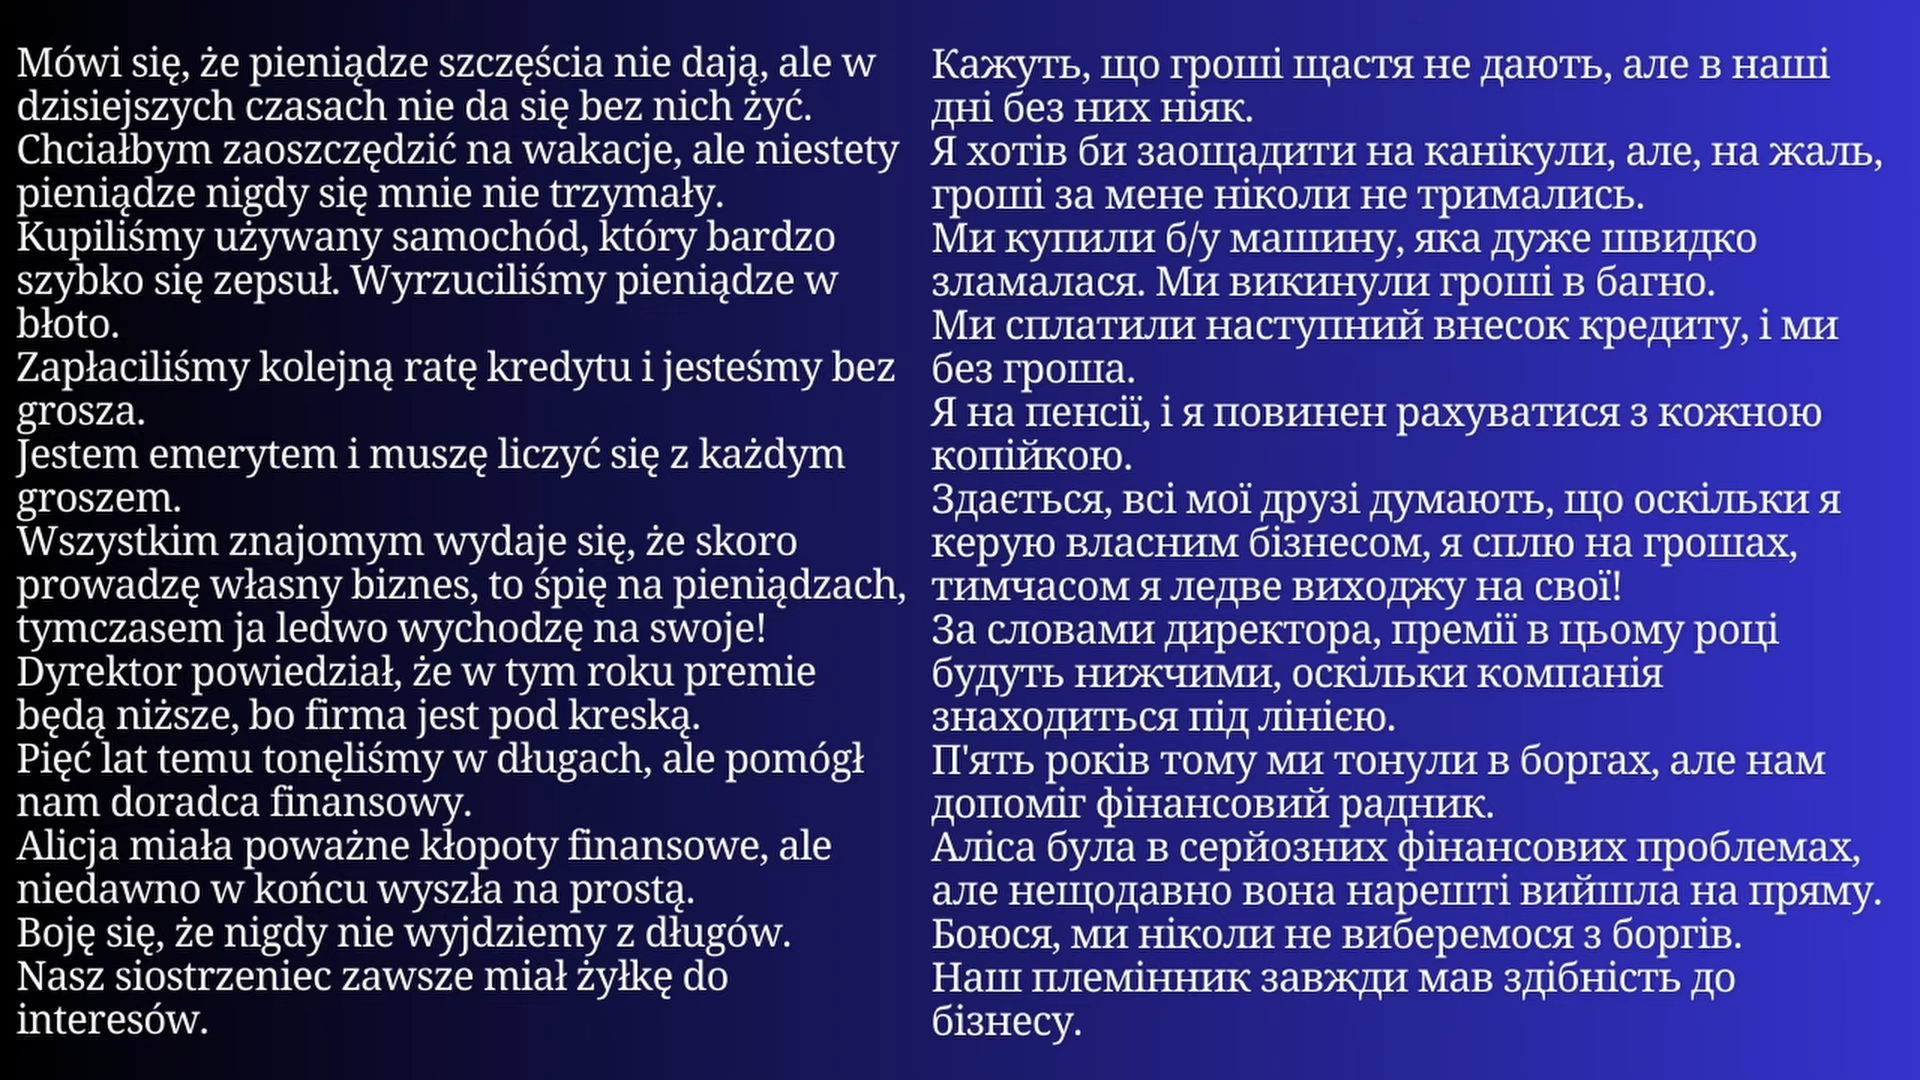 Mówi się, że pieniądze szczęścia nie dają, ale w
dzisiejszych czasach nie da się bez nich żyć.
Chciałbym zaoszczędzić na wakacje, ale niestety
pieniądze nigdy się mnie nie trzymały.
Kupiliśmy używany samochód, który bardzo
szybko się zepsuł. Wyrzuciliśmy pieniądze w
błoto.
Zapłaciliśmy kolejną ratę kredytu i jesteśmy bez
grosza.
Jestem emerytem i muszę liczyć się z każdym
groszem.
Wszystkim znajomym wydaje się, że skoro
prowadzę własny biznes, to śpię na pieniądzach,
tymczasem ja ledwo wychodzę na swoje!
Dyrektor powiedział, że w tym roku premie
będą niższe, bo firma jest pod kreską.
Pięć lat temu tonęliśmy w długach, ale pomógł
nam doradca finansowy.
Alicja miała poważne kłopoty finansowe, ale
niedawno w końcu wyszła na prostą.
Boję się, że nigdy nie wyjdziemy z długów.
Nasz siostrzeniec zawsze miał żyłkę do
interesów.
Кажуть, що гроші щастя не дають, але в наші
дні без них ніяк.
Я хотів би заощадити на канікули, але, на жаль,
гроші за мене ніколи не тримались.
Ми купили б/у машину, яка дуже швидко
зламалася. Ми викинули гроші в багно.
Ми сплатили наступний внесок кредиту, і ми
без гроша.
Я на пенсії, і я повинен рахуватися з кожною
копійкою.
Здається, всі мої друзі думають, що оскільки я
керую власним бізнесом, я сплю на грошах,
тимчасом я ледве виходжу на свої!
За словами директора, премії в цьому році
будуть нижчими, оскільки компанія
знаходиться під лінією.
П'ять років тому ми тонули в боргах, але нам
допоміг фінансовий радник.
Аліса була в серйозних фінансових проблемах,
але нещодавно вона нарешті вийшла на пряму.
Боюся, ми ніколи не виберемося з боргів.
Наш племінник завжди мав здібність до
бізнесу.